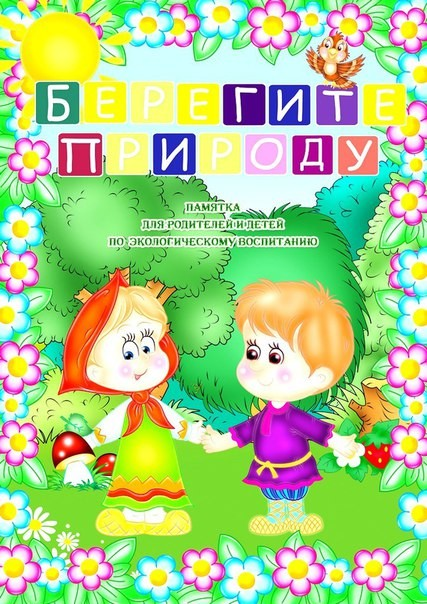 БЕРЕГИТЕ
ПРИРОДУ
ПАМЯТКА
ДЛЯ РОДИТЕЛЕЙ И ДЕТЕЙ
ПО ЭКОЛОГИЧЕСКОМУ ВОСПИТАНИЮ